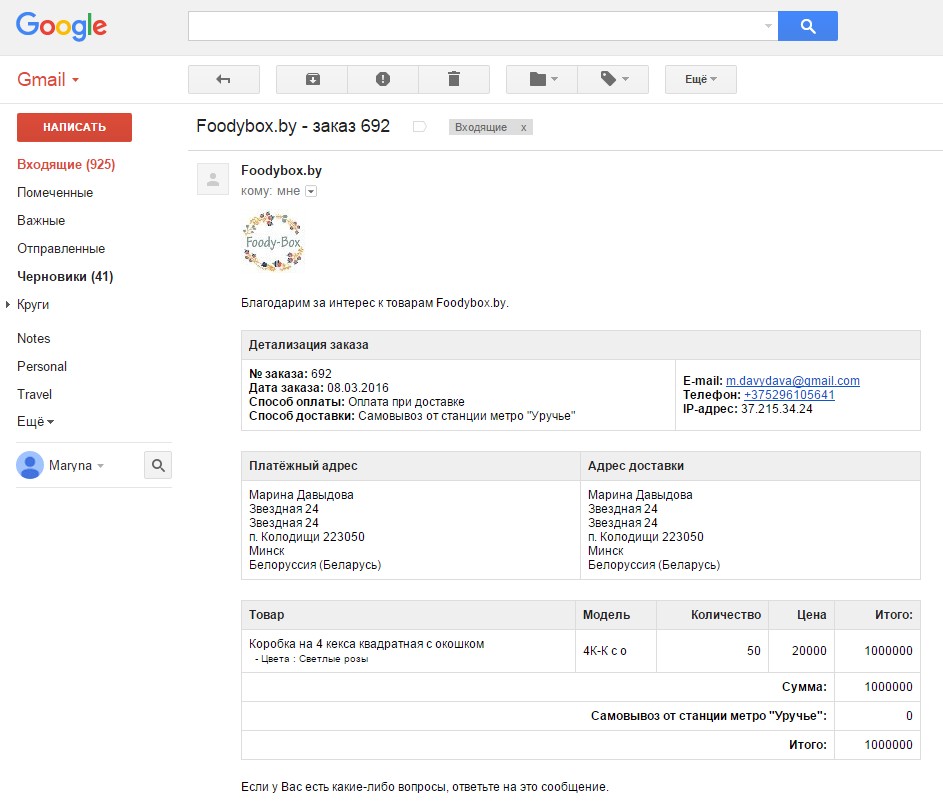 Google
Gmail
Ещё
НАПИСАТЬ
Foodybox.by - заказ 692
Входящие x
Входящие (925)
Помеченные
Важные
Отправленные
Черновики (41)
Круги
Notes
Personal
Travel
Ещё
Maryna
Foodybox.by
кому: мне
Foody-Box
Благодарим за интерес к товарам Foodybox.by.
Детализация заказа
№ заказа: 692
Дата заказа: 08.03.2016
Способ оплаты: Оплата при доставке
Способ доставки: Самовывоз от станции метро "Уручье"
E-mail: m.davydava@gmail.com
Телефон: +375296105641
IP-адрес: 37.215.34.24
Платёжный адрес
Марина Давыдова
Звездная 24
Звездная 24
п. Колодищи 223050
Минск
Белоруссия (Беларусь)
Адрес доставки
Марина Давыдова
Звездная 24
Звездная 24
п. Колодищи 223050
Минск
Белоруссия (Беларусь)
Товар Модель Количество Цена Итого:
Коробка на 4 кекса квадратная с окошком 4К-К с о 50 20000 1000000
- Цвета : Светлые розы
Сумма: 1000000
Самовывоз от станции метро "Уручье": 0
Итого: 1000000
Если у Вас есть какие-либо вопросы, ответьте на это сообщение.